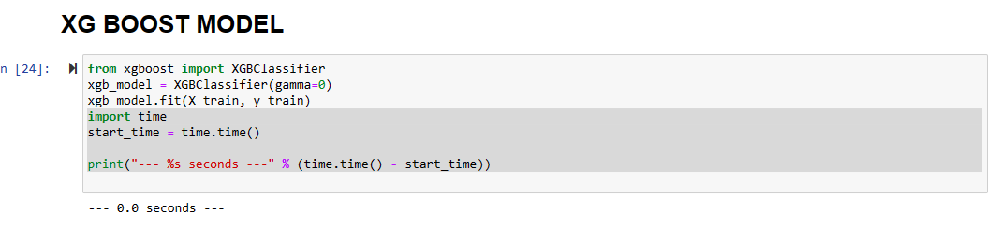 XG BOOST MODEL
n [24]:
from xgboost import XGBClassifier
xgb_model = XGBClassifier(gamma=0)
xgb_model.fit(X_train, y_train)
import time
start_time = time.time()
print("--- %s seconds ---" % (time.time() - start_time))
--- 0.0 seconds ---